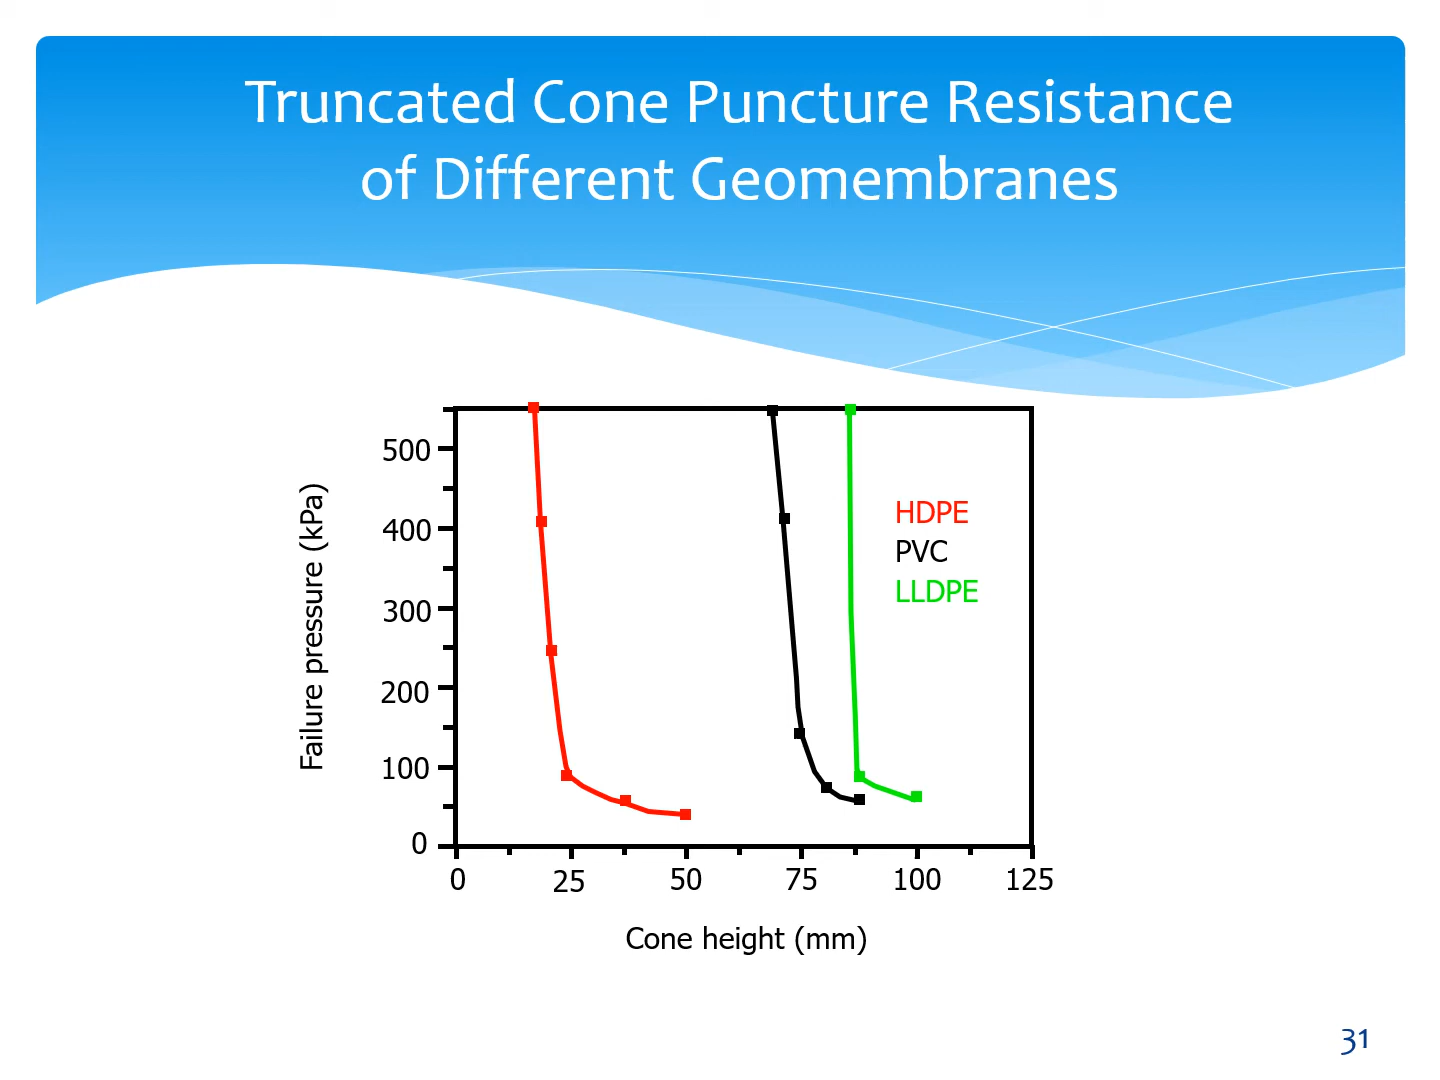 Truncated Cone Puncture Resistance
of Different Geomembranes
Failure pressure (kPa)
500
400
300
200
100
0
HDPE
PVC
LLDPE
0 25 50 75 100 125
Cone height (mm)
31